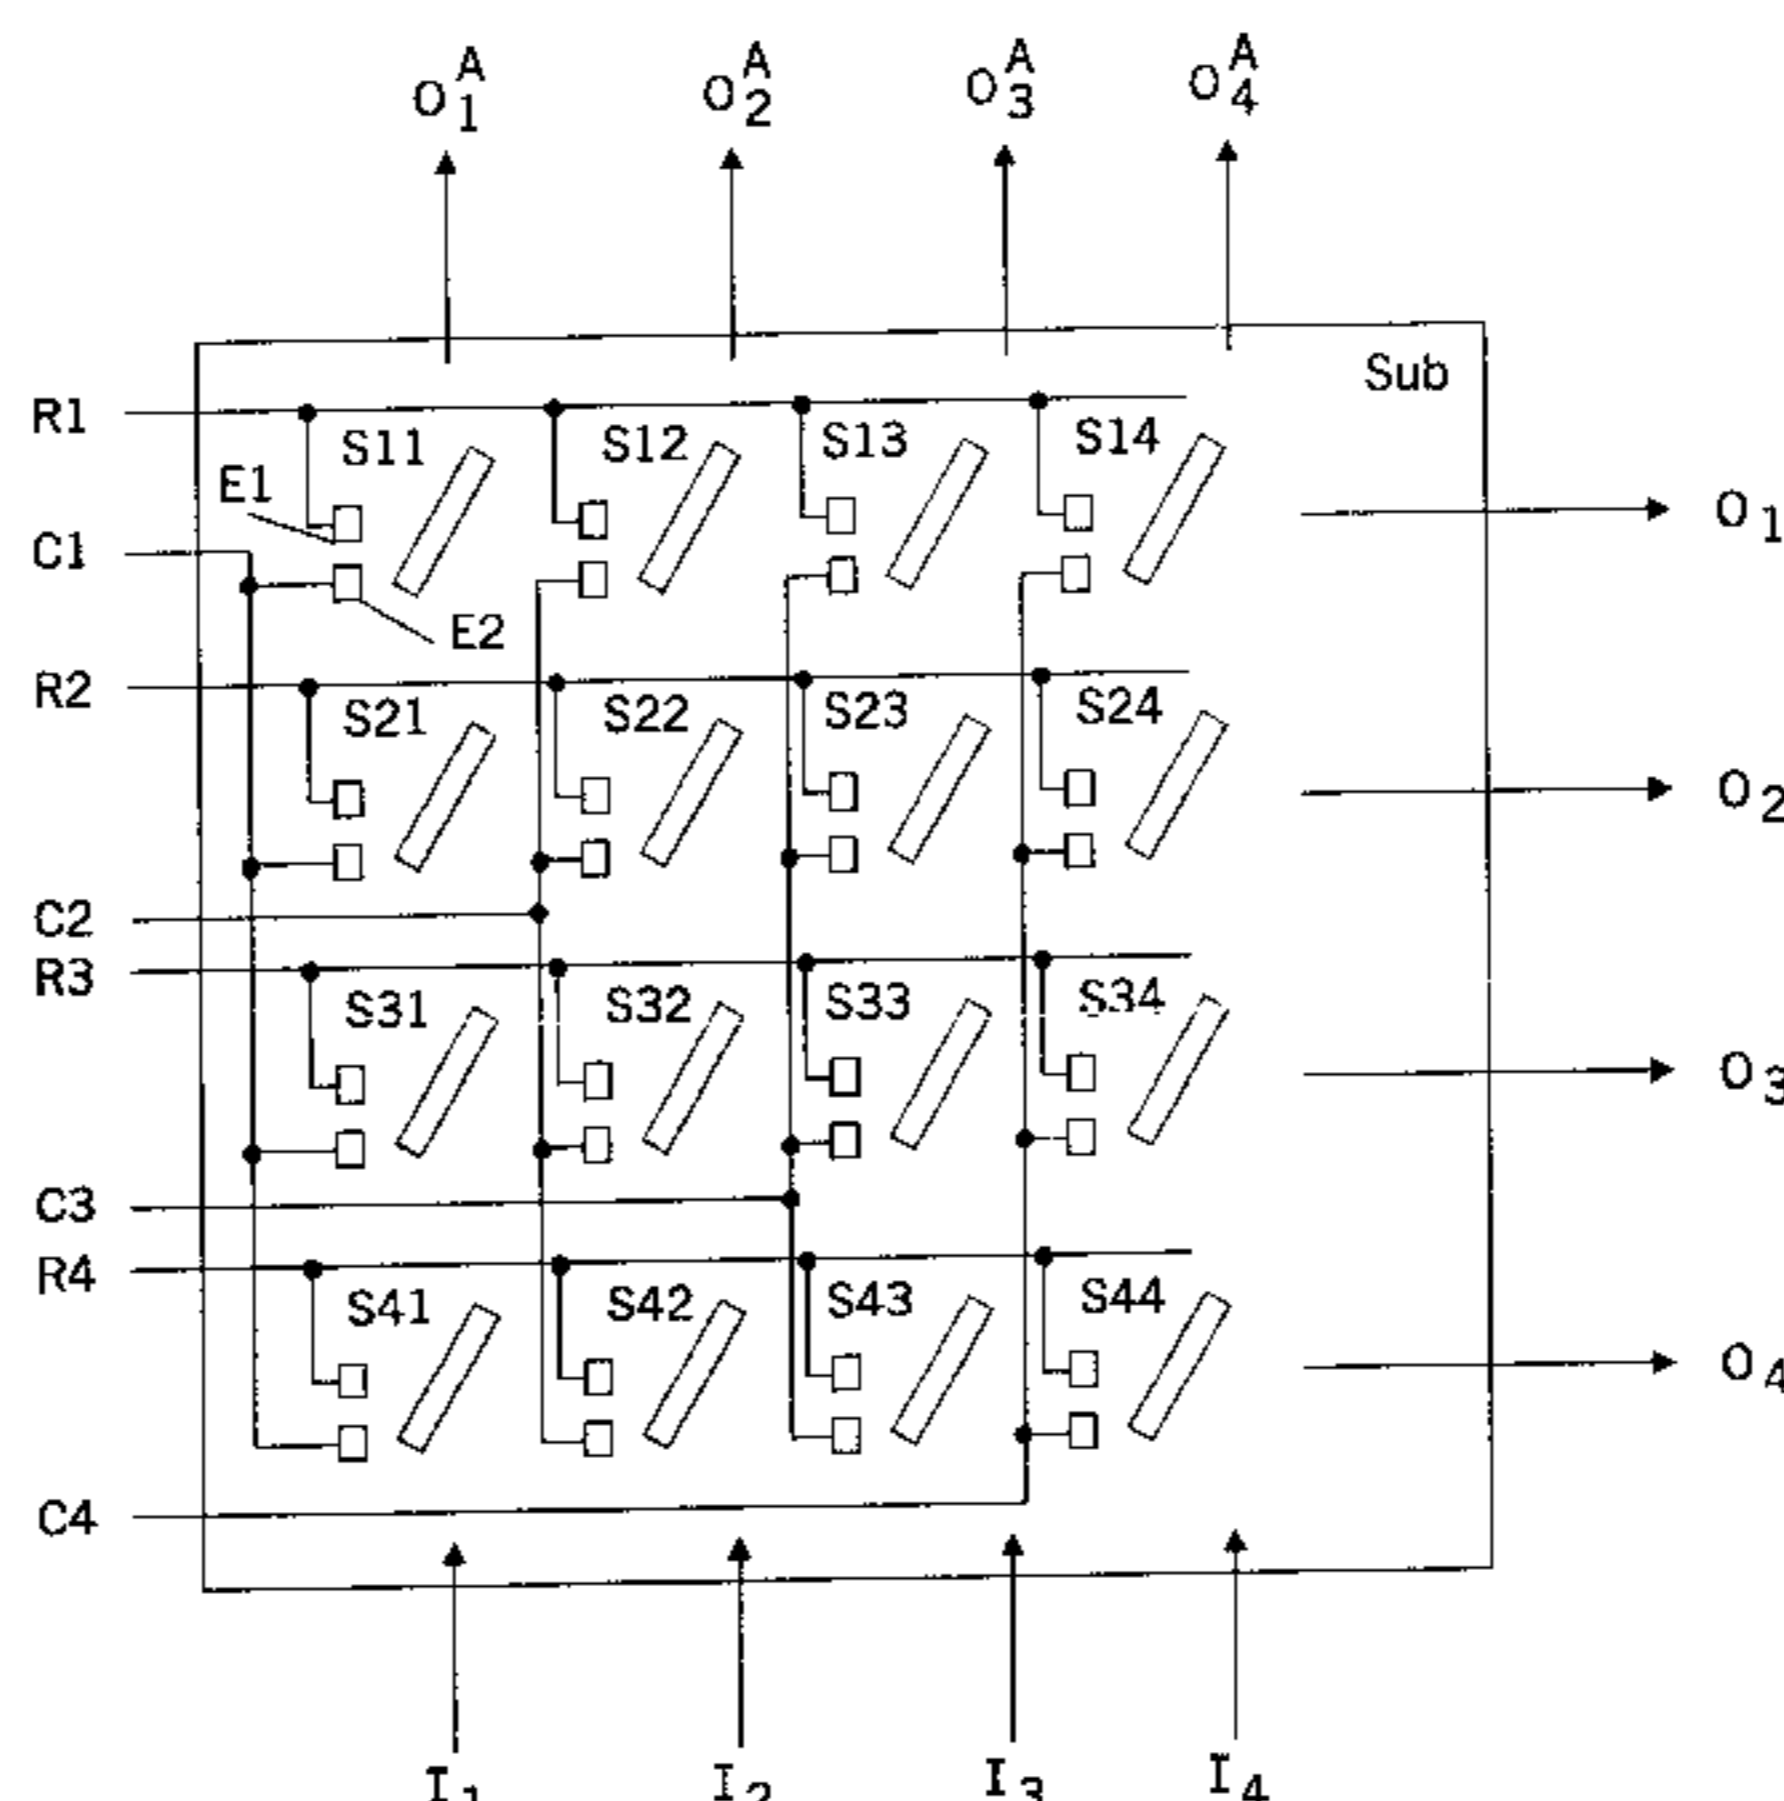 O1A O2A O3A O4A
Sub
R1
S11 S12 S13 S14
E1
O1
C1
E2
R2
S21 S22 S23 S24
O2
C2
R3
S31 S32 S33 S34
O3
C3
R4
S41 S42 S43 S44
O4
C4
I1 I2 I3 I4